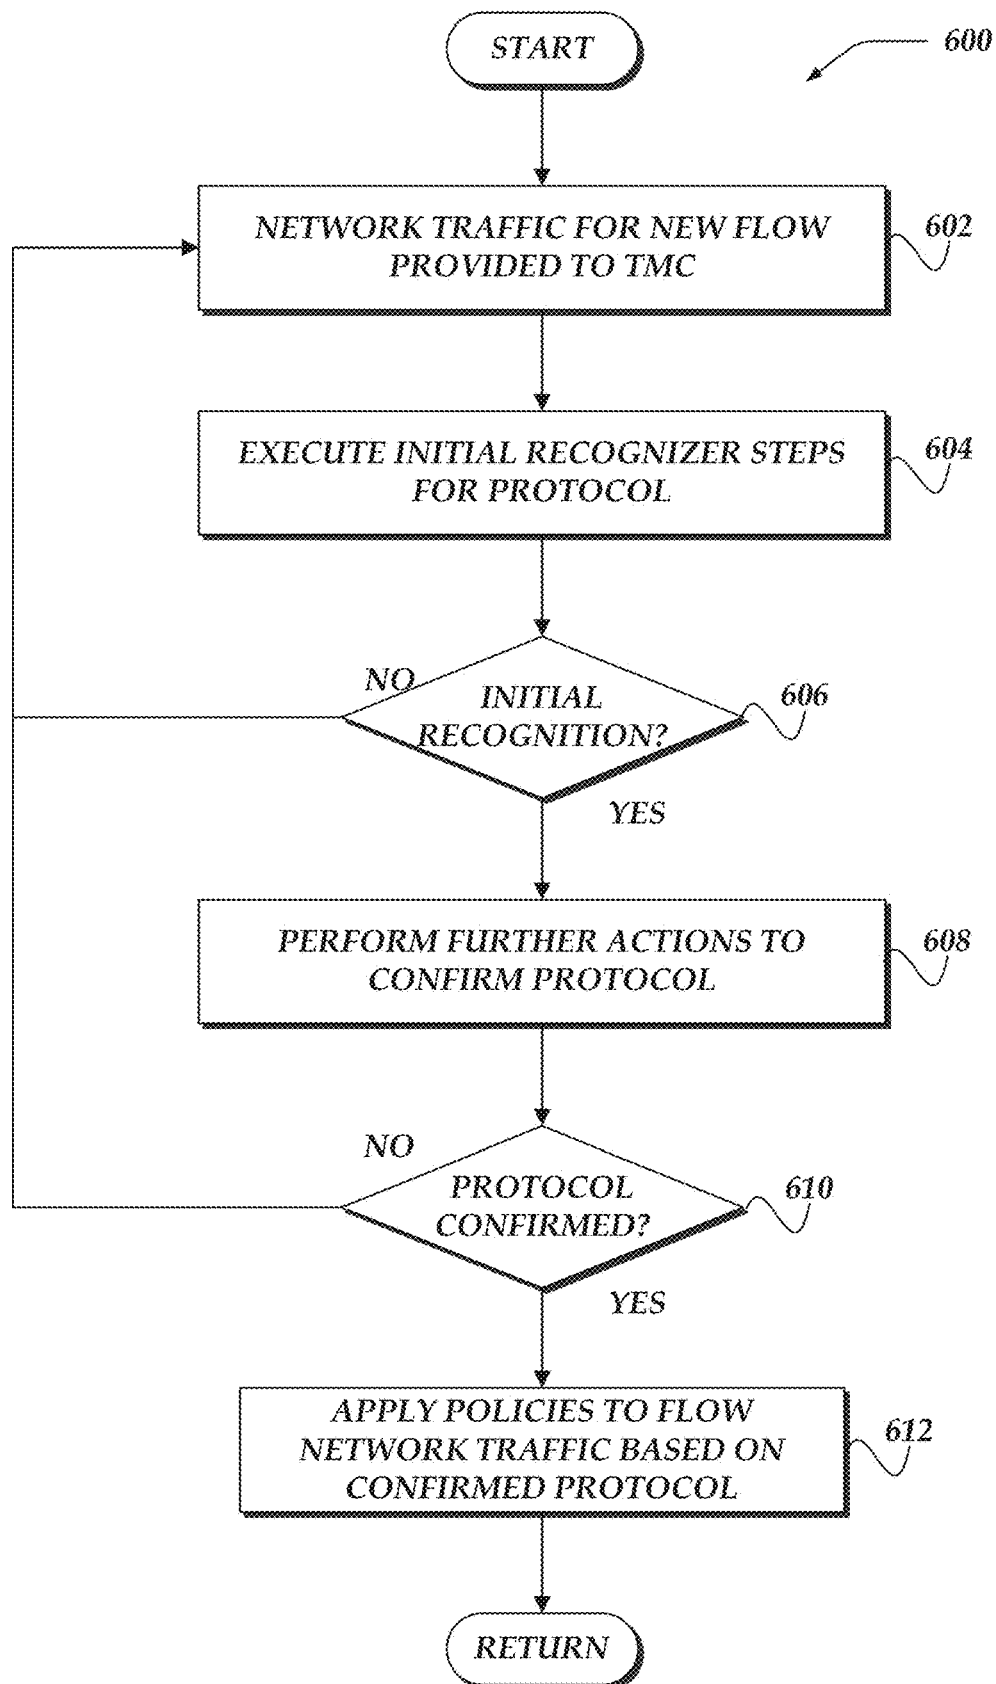 START
600
NETWORK TRAFFIC FOR NEW FLOW
PROVIDED TO TMC
602
EXECUTE INITIAL RECOGNIZER STEPS
FOR PROTOCOL
604
NO
INITIAL
RECOGNITION?
606
YES
PERFORM FURTHER ACTIONS TO
CONFIRM PROTOCOL
608
NO
PROTOCOL
CONFIRMED?
610
YES
APPLY POLICIES TO FLOW
NETWORK TRAFFIC BASED ON
CONFIRMED PROTOCOL
612
RETURN